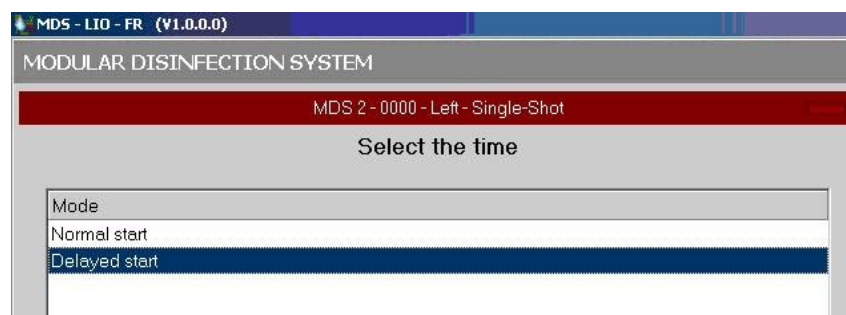 MDS - LIO - FR (V1.0.0.0)
MODULAR DISINFECTION SYSTEM
MDS 2 - 0000 - Left - Single-Shot
Select the time
Mode
Normal start
Delayed start